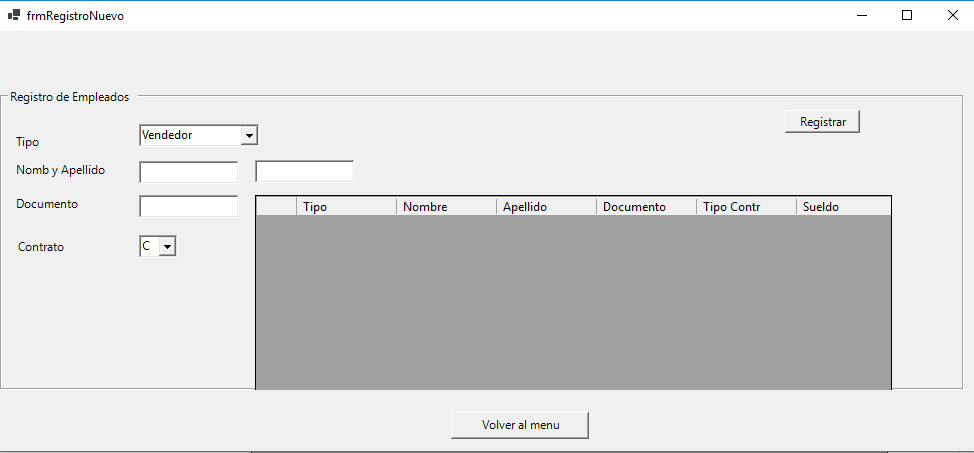 frmRegistroNuevo
Registro de Empleados
Registrar
Tipo
Vendedor
Nomb y Apellido
Documento
Tipo Nombre Apellido Documento Tipo Contr Sueldo
Contrato
C
Volver al menu